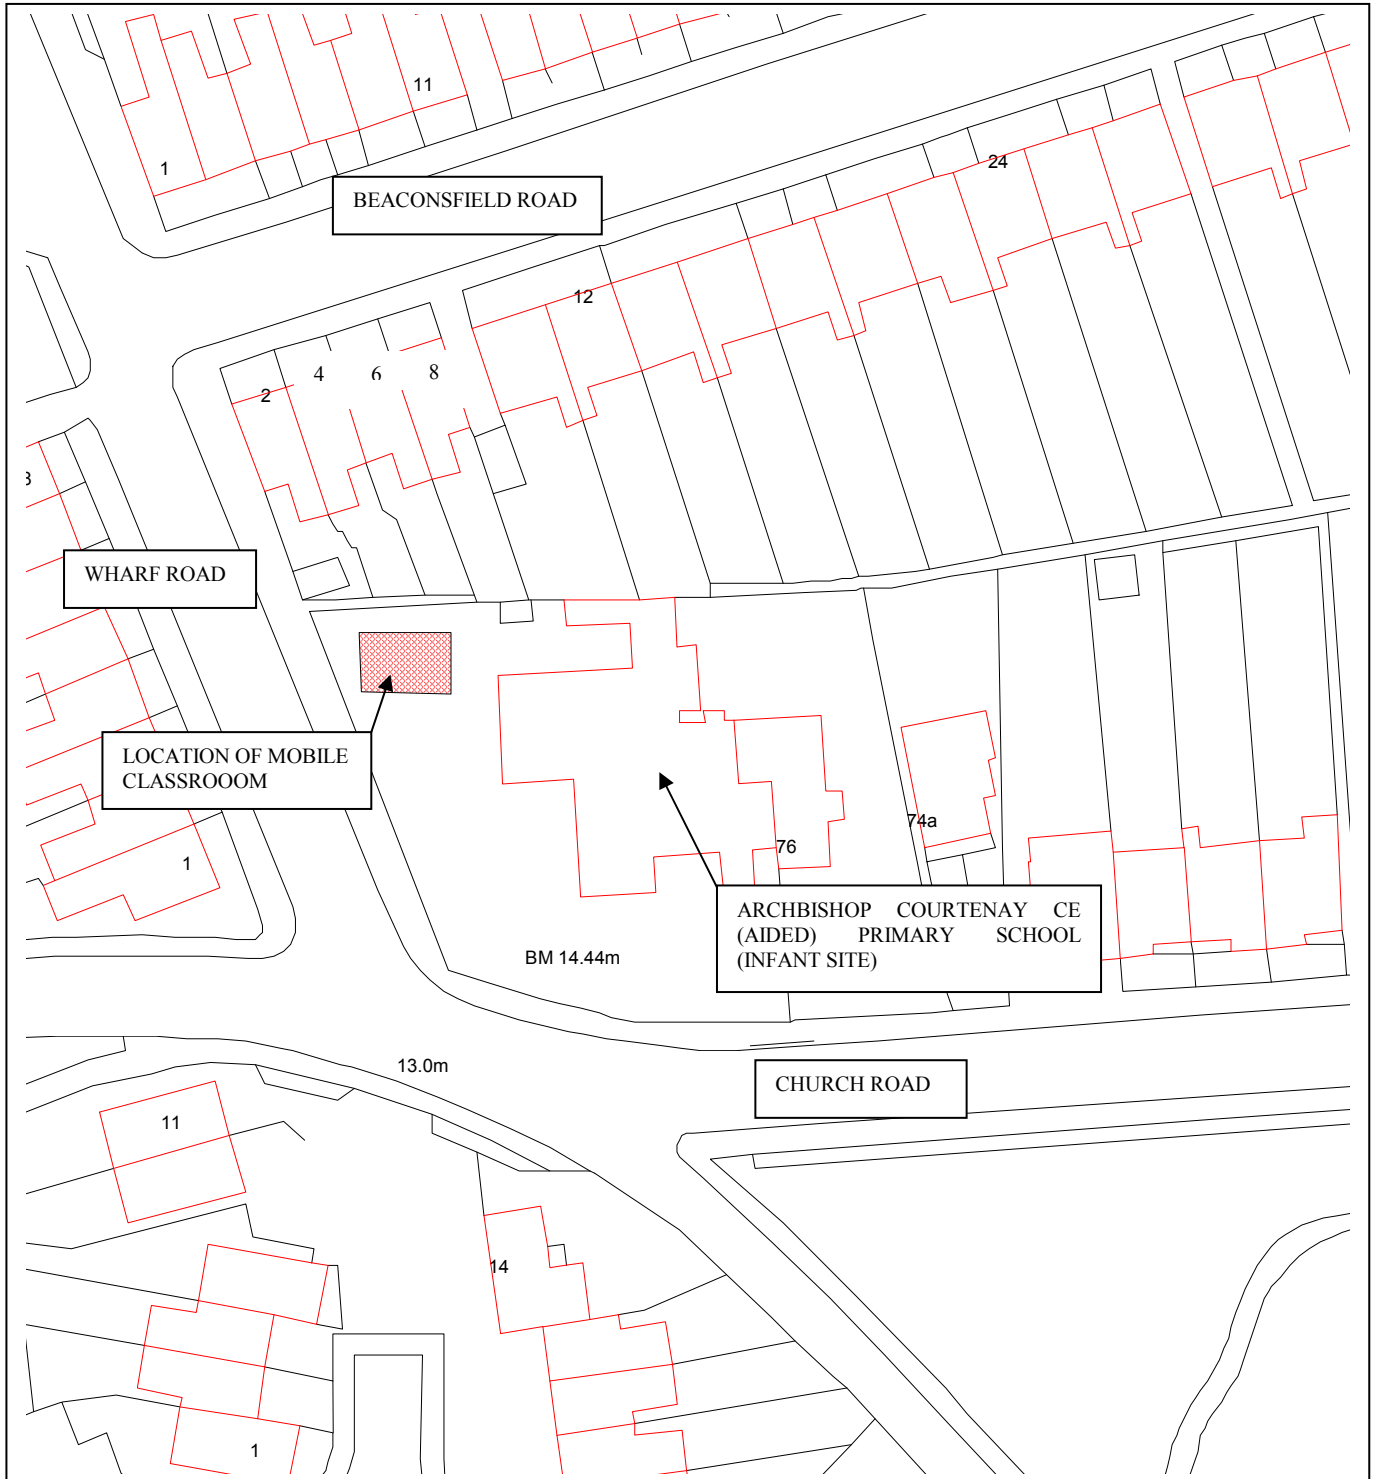 11
1
BEACONSFIELD ROAD
24
12
2
4
6
8
3
WHARF ROAD
LOCATION OF MOBILE
CLASSROOOM
74a
76
1
ARCHBISHOP COURTENAY CE
(AIDED) PRIMARY SCHOOL
(INFANT SITE)
BM 14.44m
13.0m
CHURCH ROAD
11
14
1